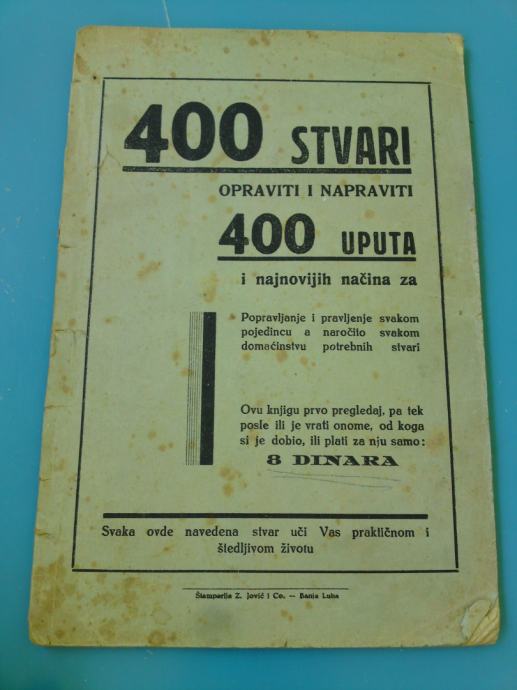 400 STVARI
OPRAVITI I NAPRAVITI
400 UPUTA
i najnovijih načina za
Popravljanje i pravljenje svakom
pojedincu a naročito svakom
domaćinstvu potrebnih stvari
Ovu knjigu prvo pregledaj, pa tek
posle ili je vrati onome, od koga
si je dobio, ili plati za nju samo:
8 DINARA
Svaka ovde navedena stvar uči Vas praktičnom i
štedljivom životu
Štamparija Z. Jović i Co. — Banja Luka